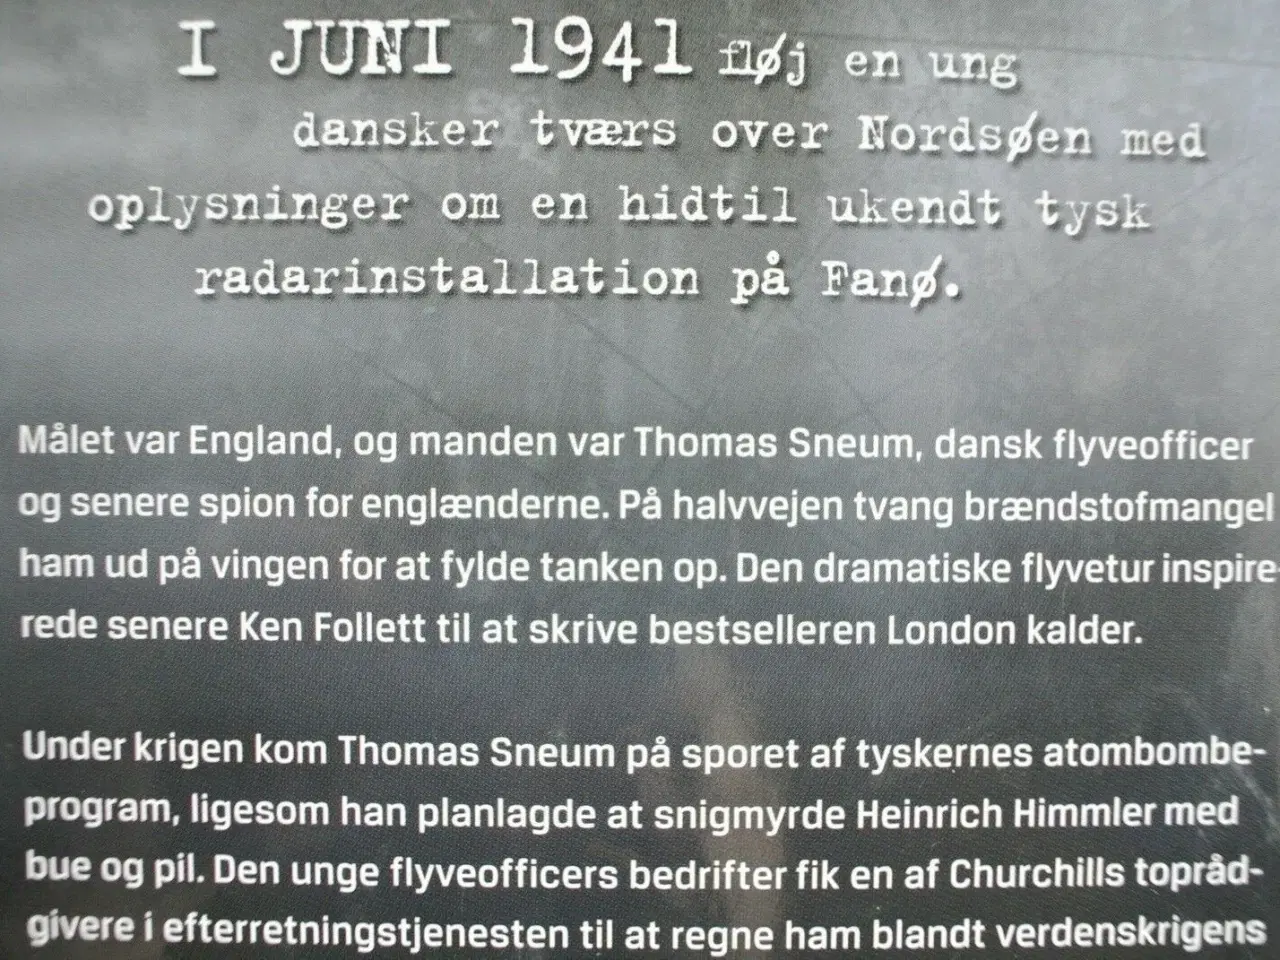 I JUNI 1941 fløj en ung
dansker tværs over Nordsøen med
oplysninger om en hidtil ukendt tysk
radarinstallation på Fanø.
Målet var England, og manden var Thomas Sneum, dansk flyveofficer
og senere spion for englænderne. På halvvejen tvang brændstofmangel
ham ud på vingen for at fylde tanken op. Den dramatiske flyvetur inspire-
rede senere Ken Follett til at skrive bestselleren London kalder.
Under krigen kom Thomas Sneum på sporet af tyskernes atombombe-
program, ligesom han planlagde at snigmyrde Heinrich Himmler med
bue og pil. Den unge flyveofficers bedrifter fik en af Churchills topråd-
givere i efterretningstjenesten til at regne ham blandt verdenskrigens